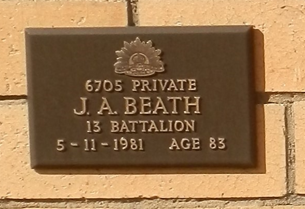 6705 PRIVATE
J. A. BEATH
13 BATTALION
5-11-1981 AGE 83